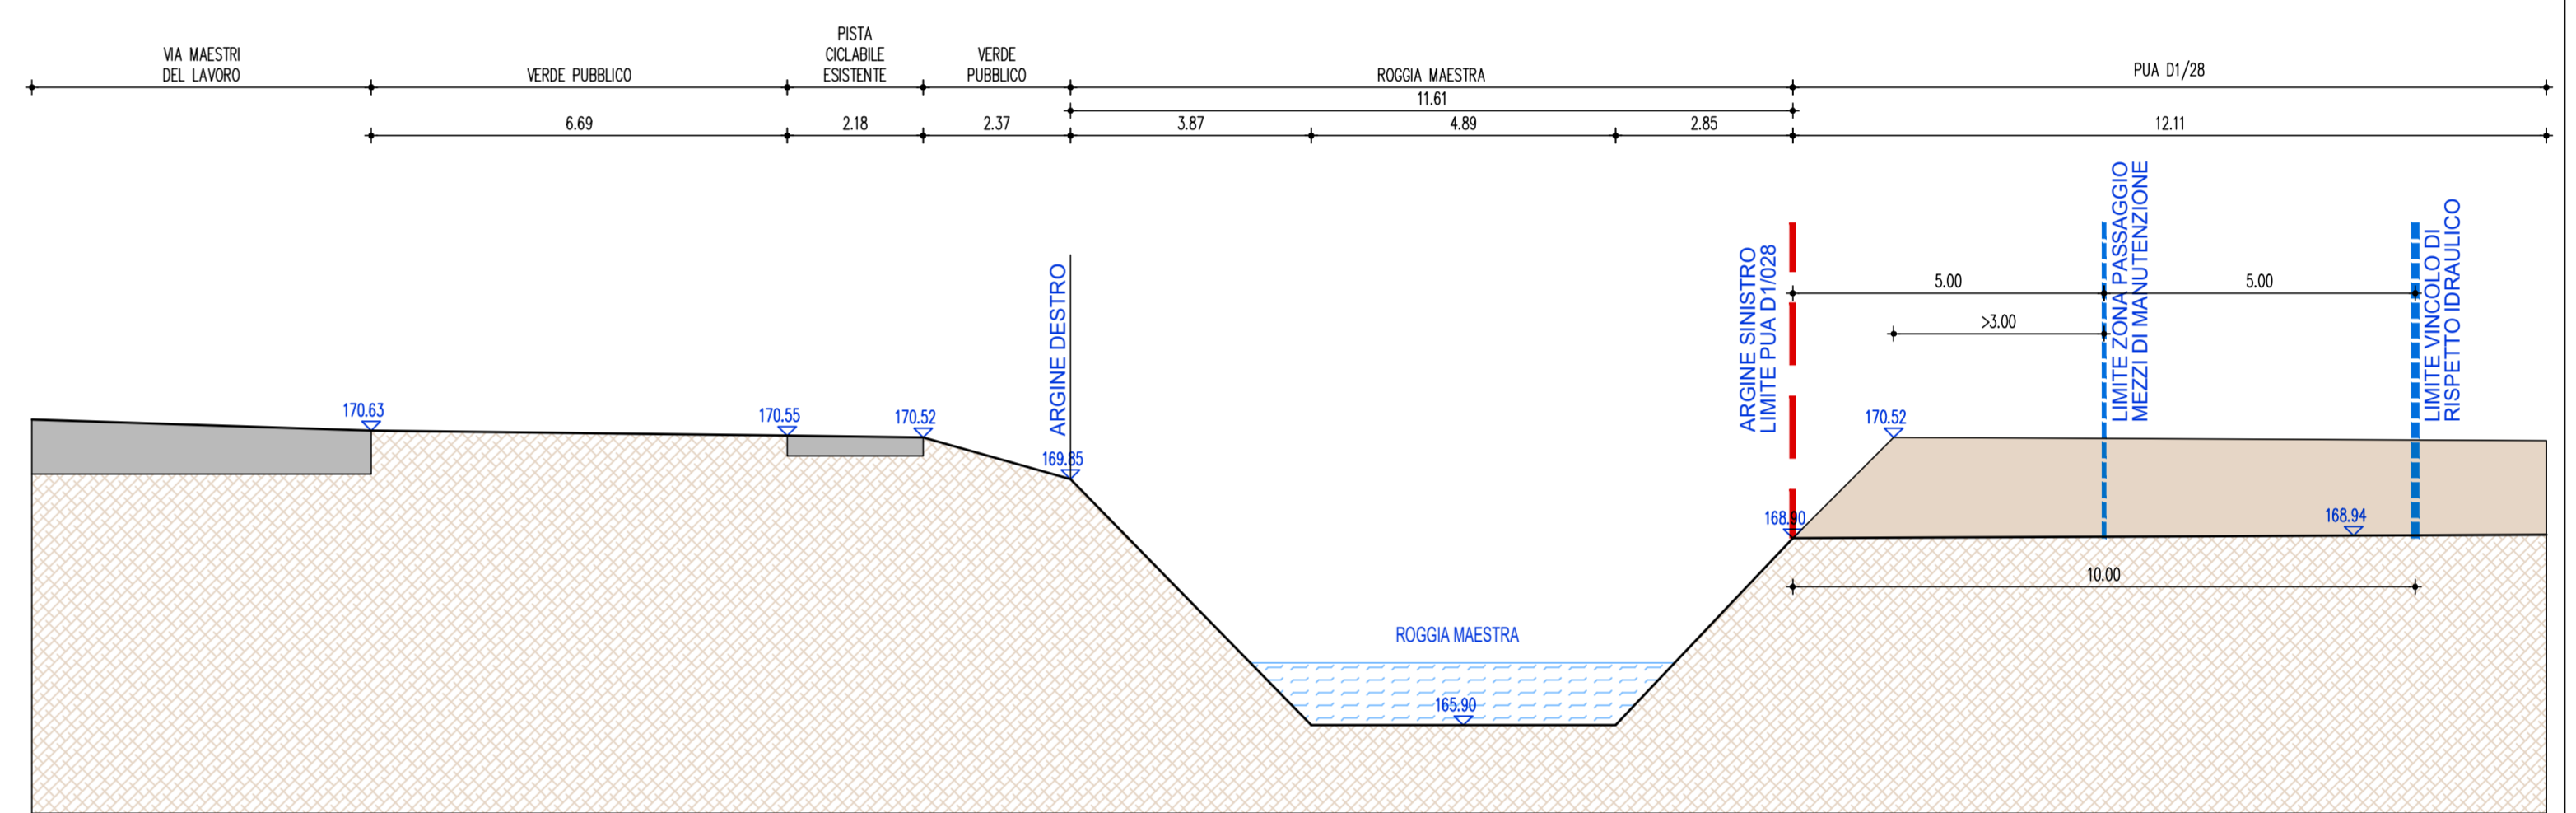 VIA MAESTRI
DEL LAVORO
VERDE PUBBLICO
PISTA
CICLABILE
ESISTENTE
VERDE
PUBBLICO
ROGGIA MAESTRA
PUA D1/28
11.61
6.69
2.18
2.37
3.87
4.89
2.85
12.11
ARGINE DESTRO
ARGINE SINISTRO
LIMITE PUA D1/028
LIMITE ZONA PASSAGGIO
MEZZI DI MANUTENZIONE
LIMITE VINCOLO DI
RISPETTO IDRAULICO
5.00
5.00
>3.00
170.63
170.55
170.52
169.85
170.52
168.90
168.94
10.00
ROGGIA MAESTRA
165.90